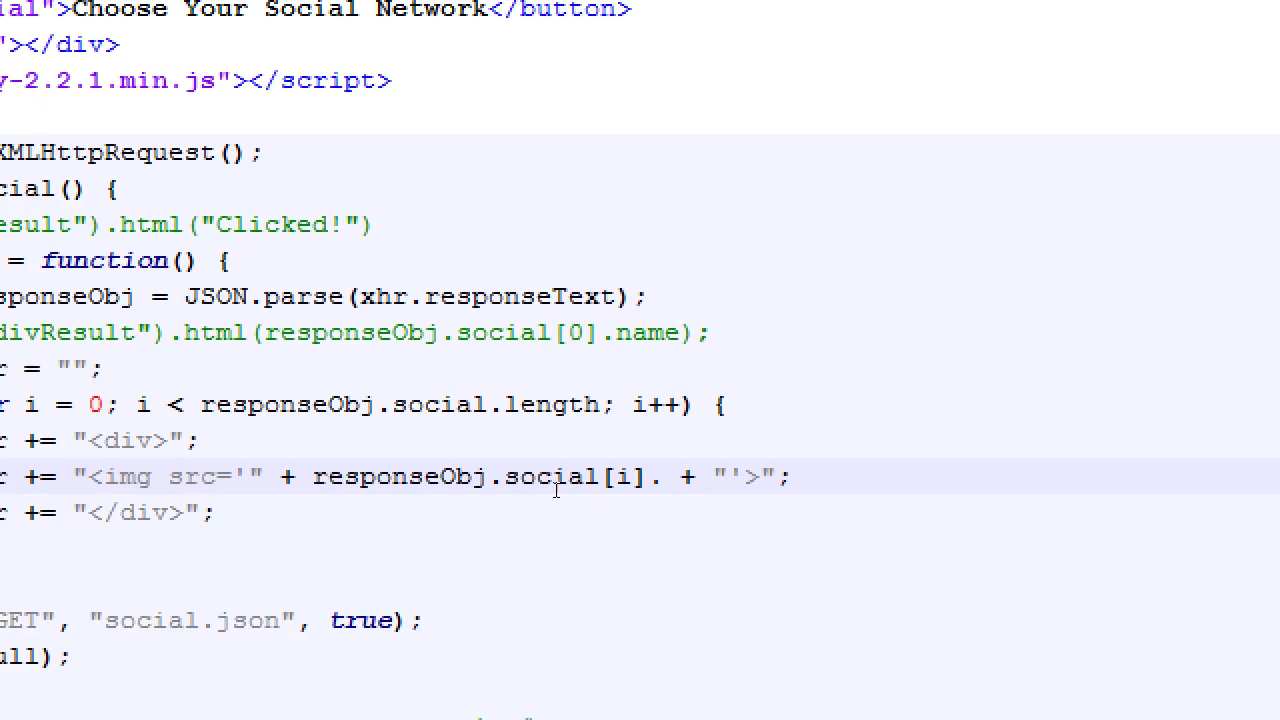 ial">Choose Your Social Network</button>
"></div>
y-2.2.1.min.js"></script>
XMLHttpRequest();
cial() {
esult").html("Clicked!")
= function() {
sponseObj = JSON.parse(xhr.responseText);
divResult").html(responseObj.social[0].name);
r = "";
r i = 0; i < responseObj.social.length; i++) {
r += "<div>";
r += "<img src='" + responseObj.social[i]. + "'>";
r += "</div>";
GET", "social.json", true);
ull);